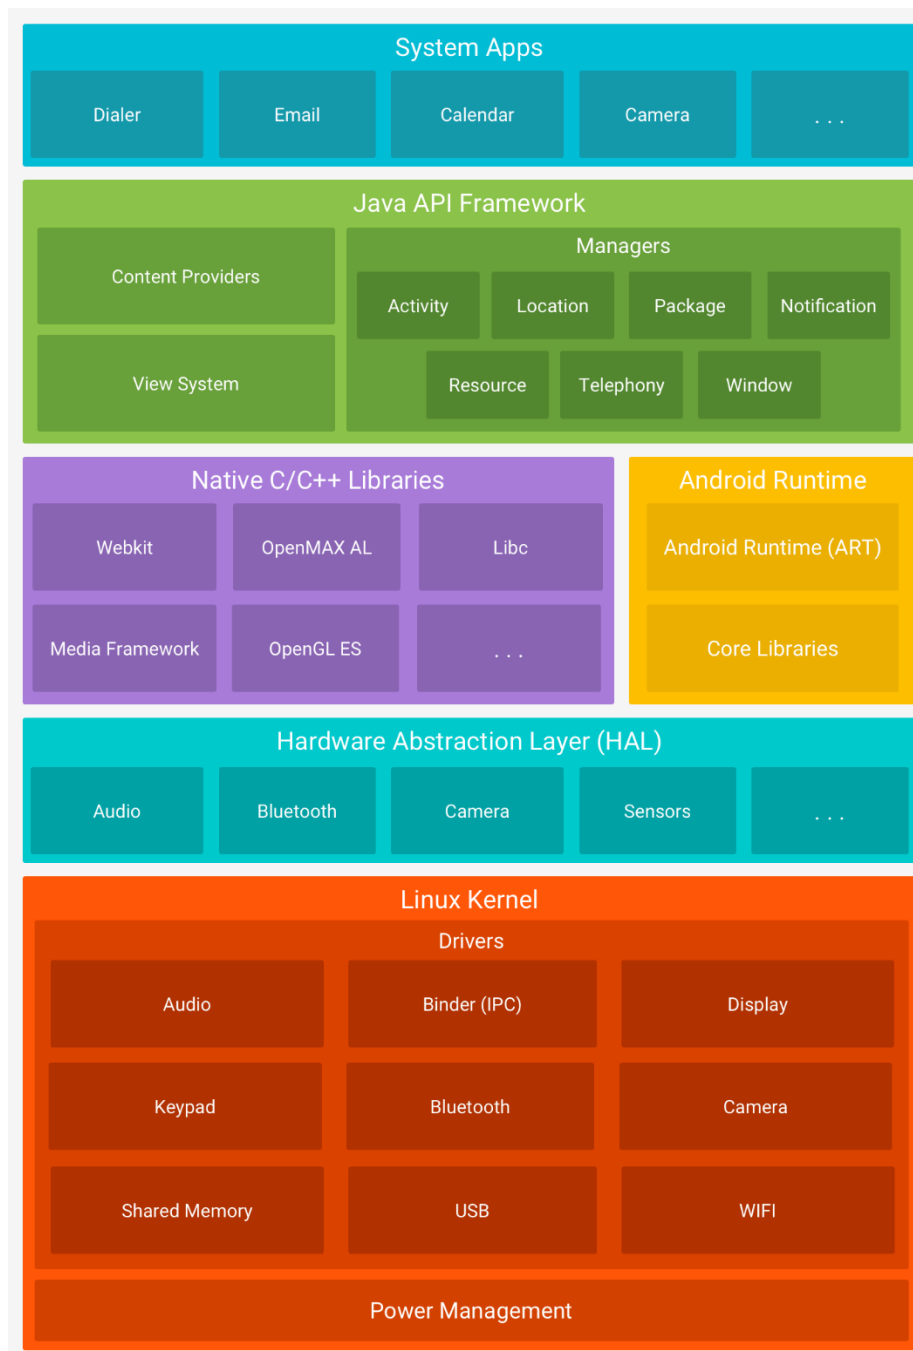 System Apps
Dialer
Email
Calendar
Camera
. . .
Java API Framework
Content Providers
View System
Managers
Activity
Location
Package
Notification
Resource
Telephony
Window
Native C/C++ Libraries
Webkit
OpenMAX AL
Libc
Media Framework
OpenGL ES
. . .
Android Runtime
Android Runtime (ART)
Core Libraries
Hardware Abstraction Layer (HAL)
Audio
Bluetooth
Camera
Sensors
. . .
Linux Kernel
Drivers
Audio
Binder (IPC)
Display
Keypad
Bluetooth
Camera
Shared Memory
USB
WIFI
Power Management